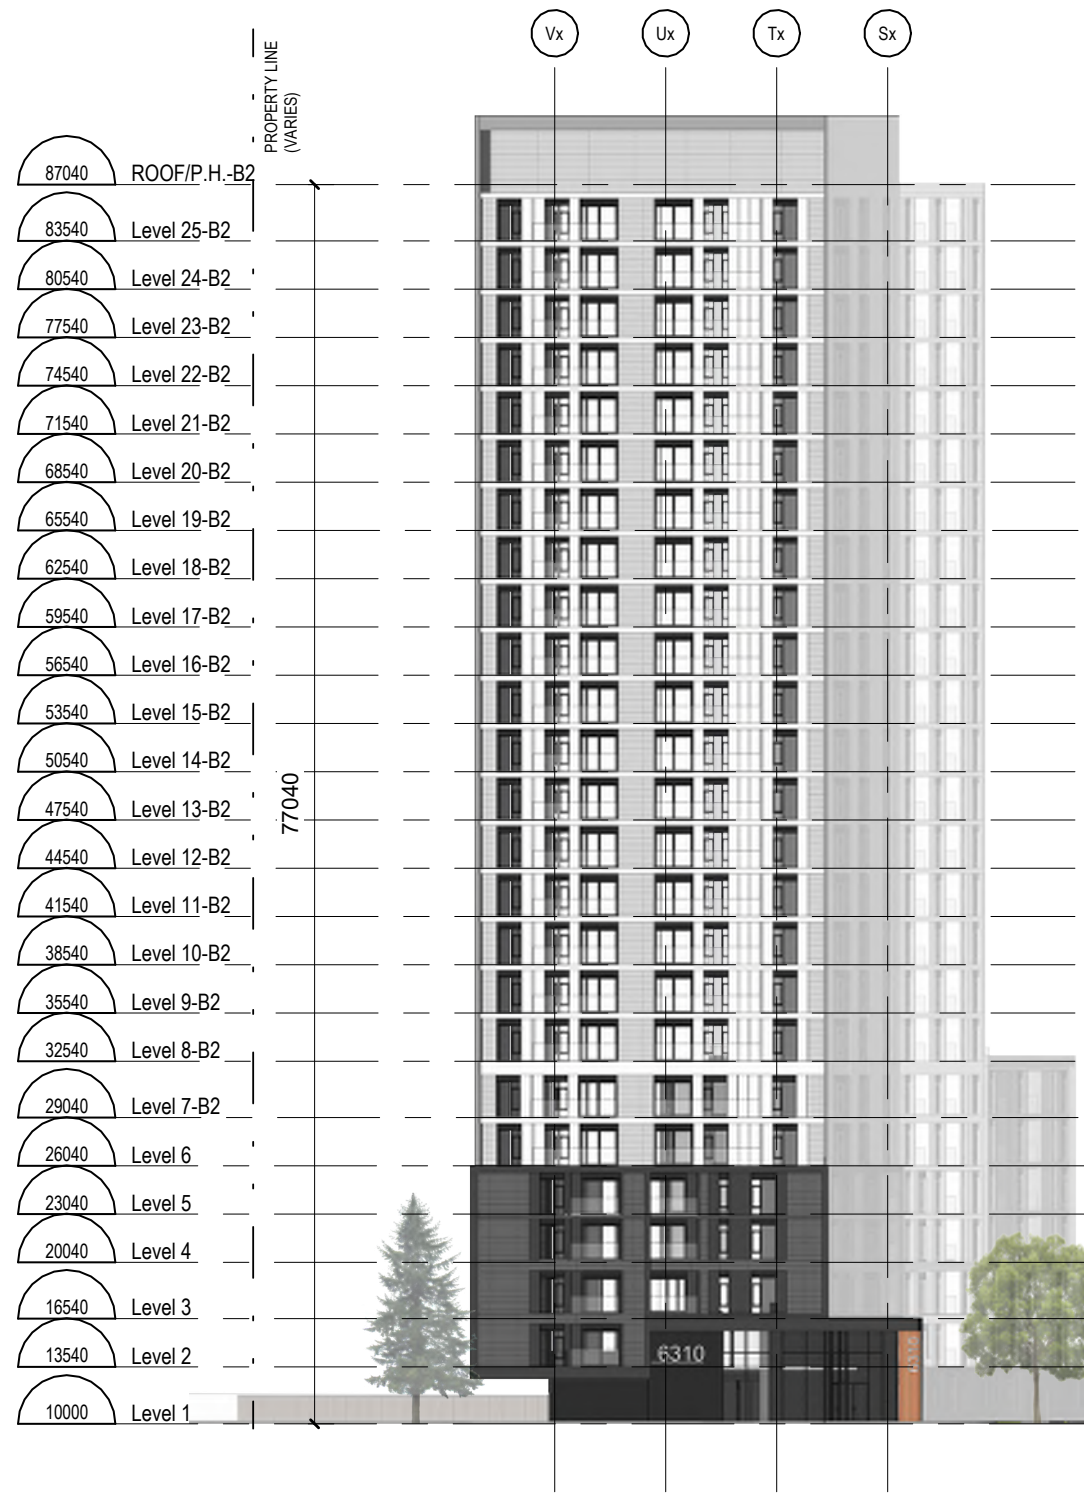 Vx
Ux
Tx
Sx
PROPERTY LINE
(VARIES)
87040 ROOF/P.H.-B2
83540 Level 25-B2
80540 Level 24-B2
77540 Level 23-B2
74540 Level 22-B2
71540 Level 21-B2
68540 Level 20-B2
65540 Level 19-B2
62540 Level 18-B2
59540 Level 17-B2
56540 Level 16-B2
53540 Level 15-B2
50540 Level 14-B2
77040
47540 Level 13-B2
44540 Level 12-B2
41540 Level 11-B2
38540 Level 10-B2
35540 Level 9-B2
32540 Level 8-B2
29040 Level 7-B2
26040 Level 6
23040 Level 5
20040 Level 4
16540 Level 3
13540 Level 2
6310
10000 Level 1